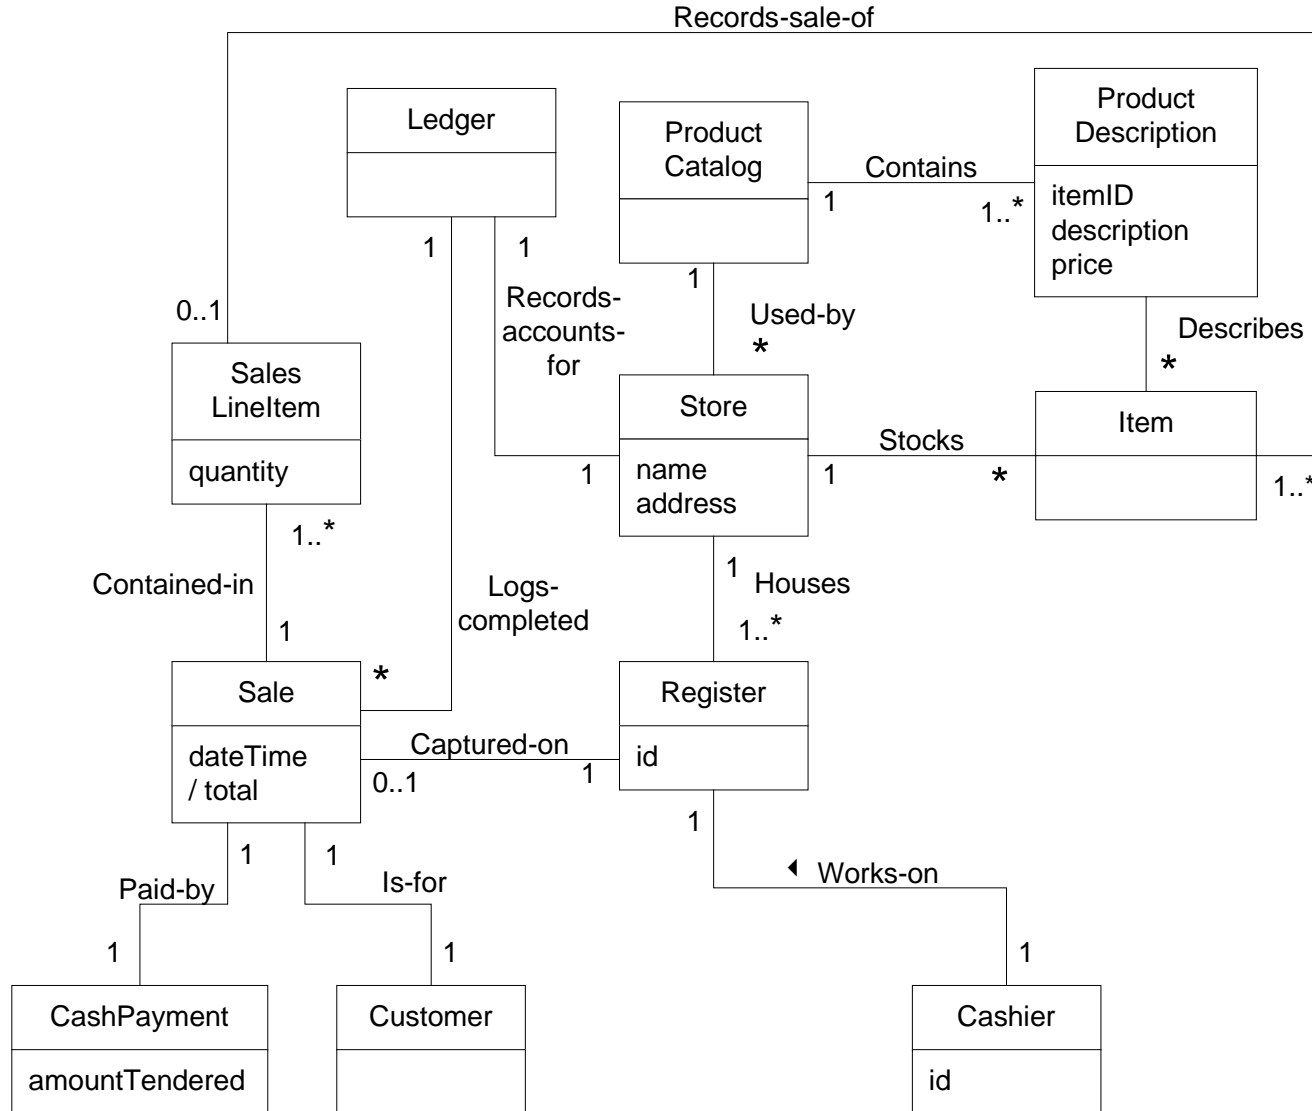 Records-sale-of
Ledger
Product
Catalog
Product
Description
itemID
description
price
Contains
1
1..*
1
1
1
0..1
Records-
accounts-
for
Used-by
*
Describes
*
Sales
LineItem
quantity
Store
name
address
Item
Stocks
1
1
*
1..*
1..*
Contained-in
1
Logs-
completed
*
1
Houses
1..*
Sale
dateTime
/ total
Register
id
Captured-on
0..1
1
1
1
1
Paid-by
Is-for
Works-on
1
1
1
CashPayment
amountTendered
Customer
Cashier
id